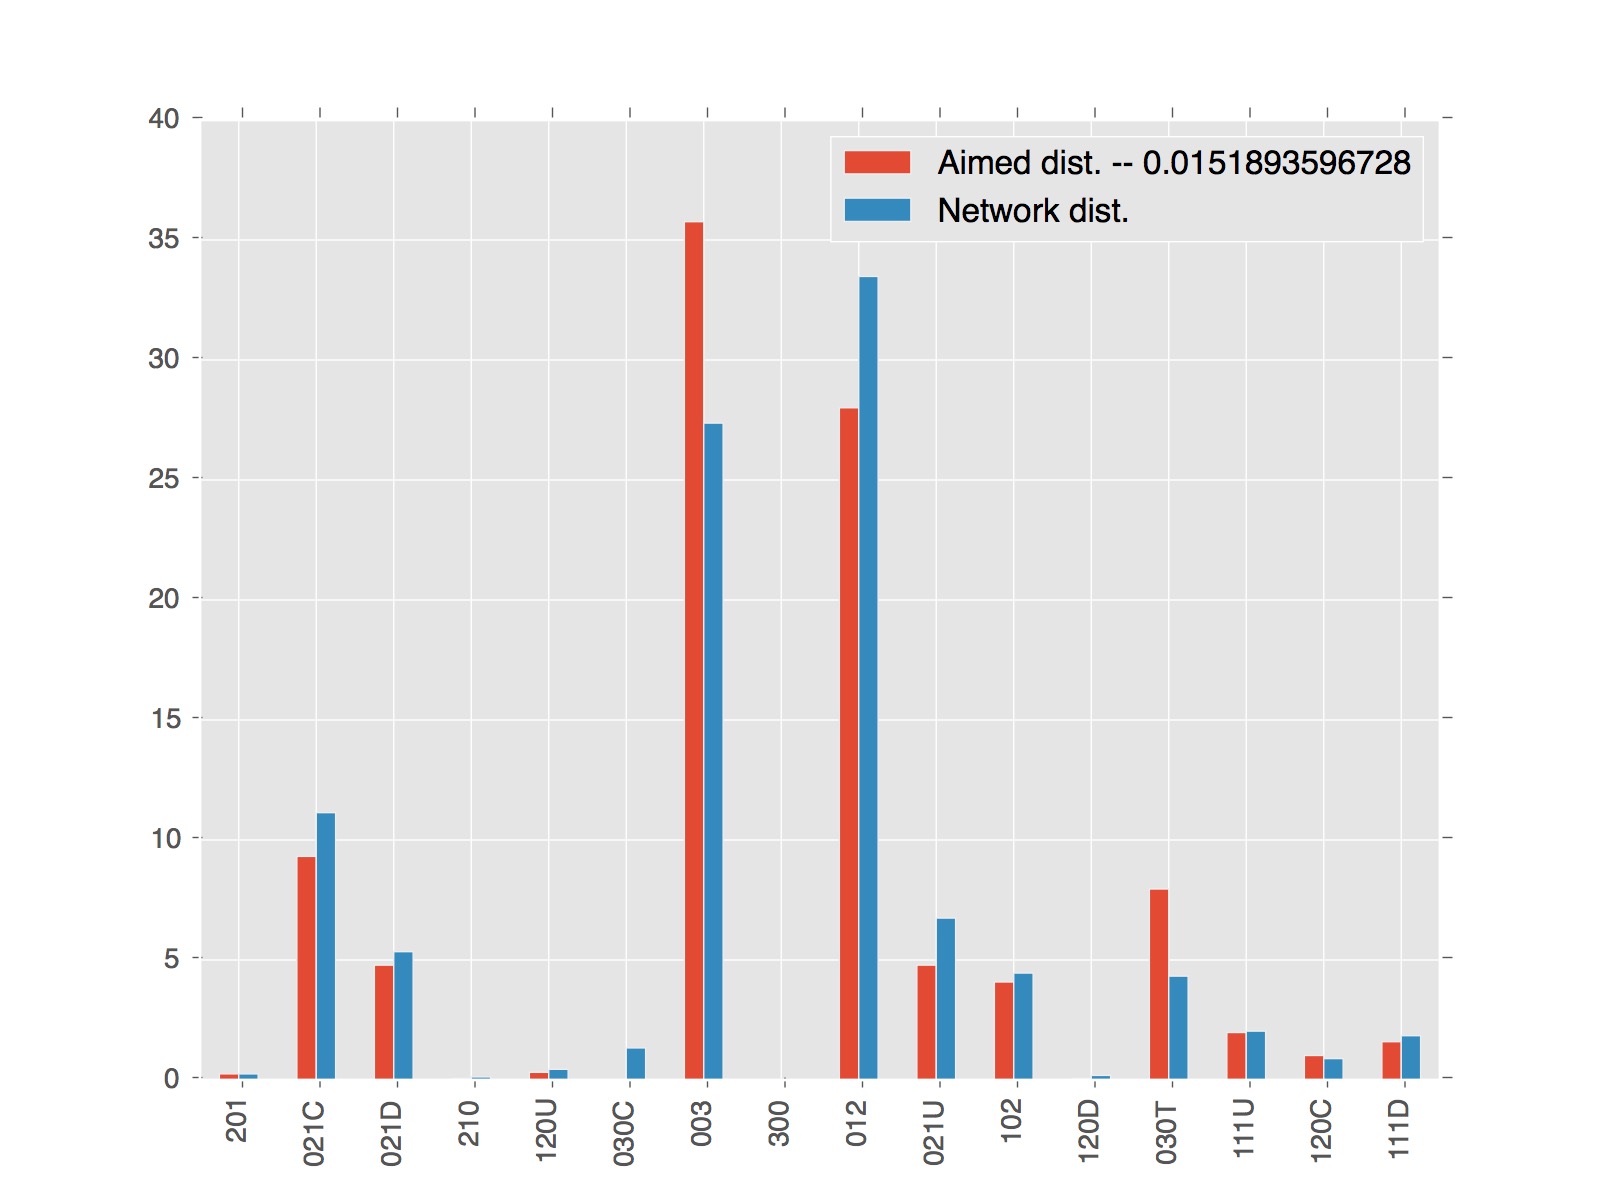 40
35
30
25
20
15
10
5
0
Aimed dist. -- 0.0151893596728
Network dist.
201
021C
021D
210
120U
030C
003
300
012
021U
102
120D
030T
111U
120C
111D